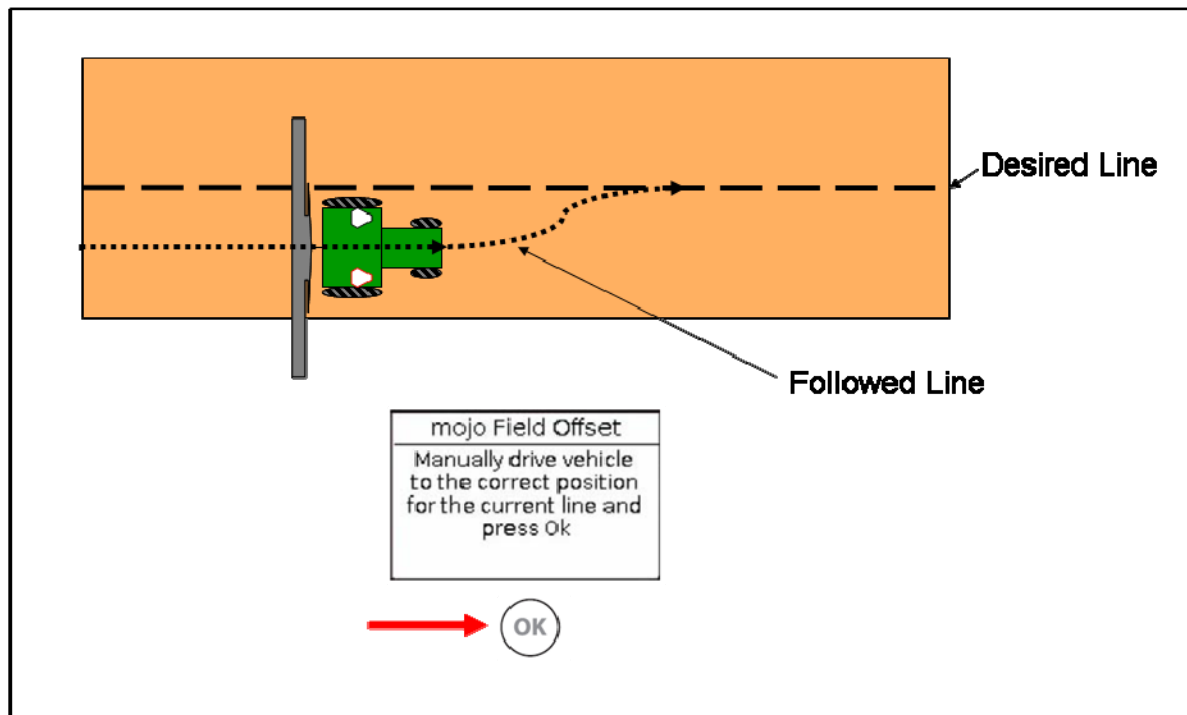 Desired Line
Followed Line
mojo Field Offset
Manually drive vehicle
to the correct position
for the current line and
press Ok
OK